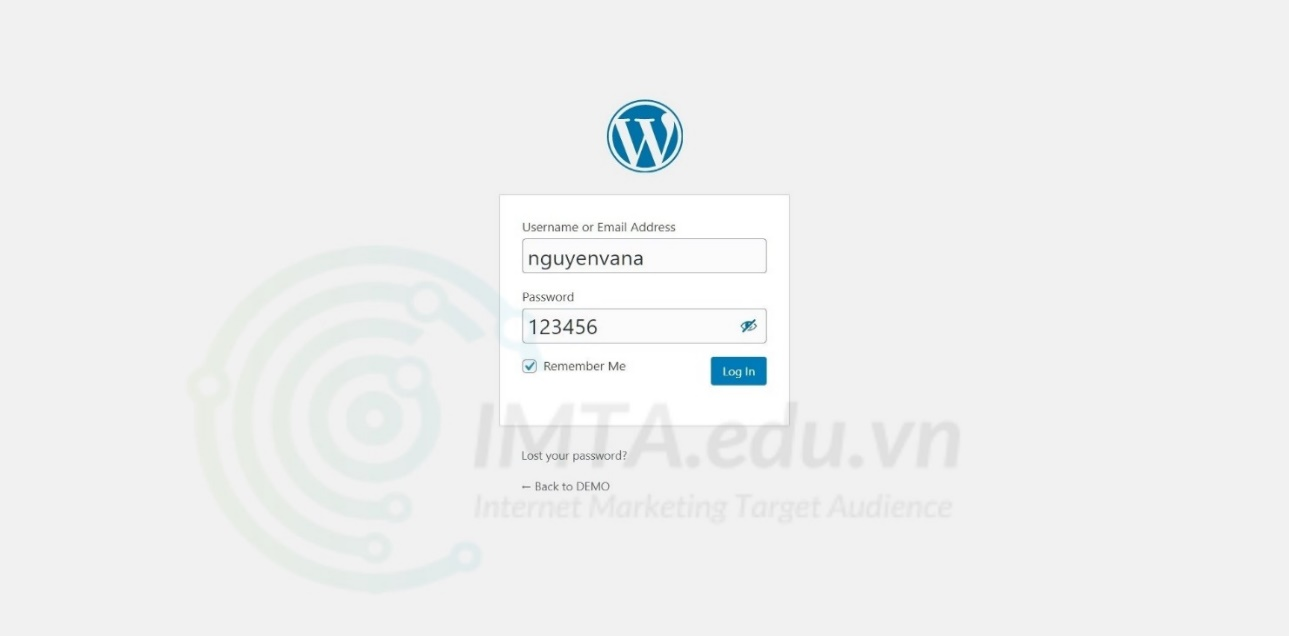 Username or Email Address
nguyenvana
Password
123456
Remember Me
Log In
IMTA.edu.vn
Lost your password?
← Back to DEMO
Internet Marketing Target Audience